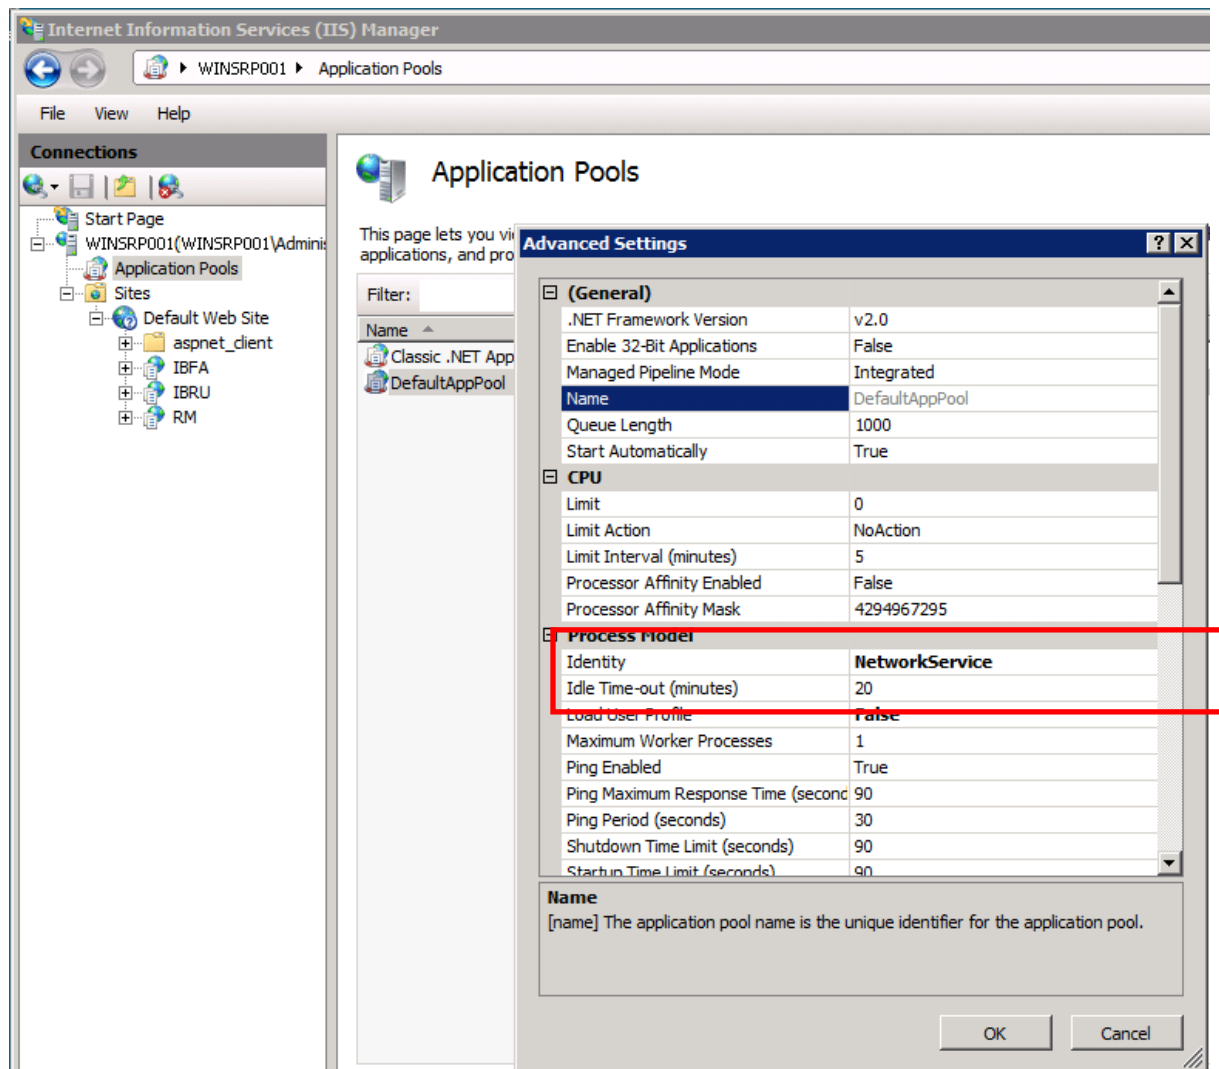 Internet Information Services (IIS) Manager
WINSRP001 Application Pools
File View Help
Connections
Start Page
WINSRP001(WINSRP001\Adminis
Application Pools
Sites
Default Web Site
aspnet_client
IBFA
IBRU
RM
Application Pools
This page lets you vi
applications, and pro
Filter:
Name
Classic .NET App
DefaultAppPool
Advanced Settings
(General)
.NET Framework Version v2.0
Enable 32-Bit Applications False
Managed Pipeline Mode Integrated
Name DefaultAppPool
Queue Length 1000
Start Automatically True
CPU
Limit 0
Limit Action NoAction
Limit Interval (minutes) 5
Processor Affinity Enabled False
Processor Affinity Mask 4294967295
Process Model
Identity NetworkService
Idle Time-out (minutes) 20
Load User Profile False
Maximum Worker Processes 1
Ping Enabled True
Ping Maximum Response Time (second 90
Ping Period (seconds) 30
Shutdown Time Limit (seconds) 90
Startup Time Limit (seconds) 90
Name
[name] The application pool name is the unique identifier for the application pool.
OK Cancel